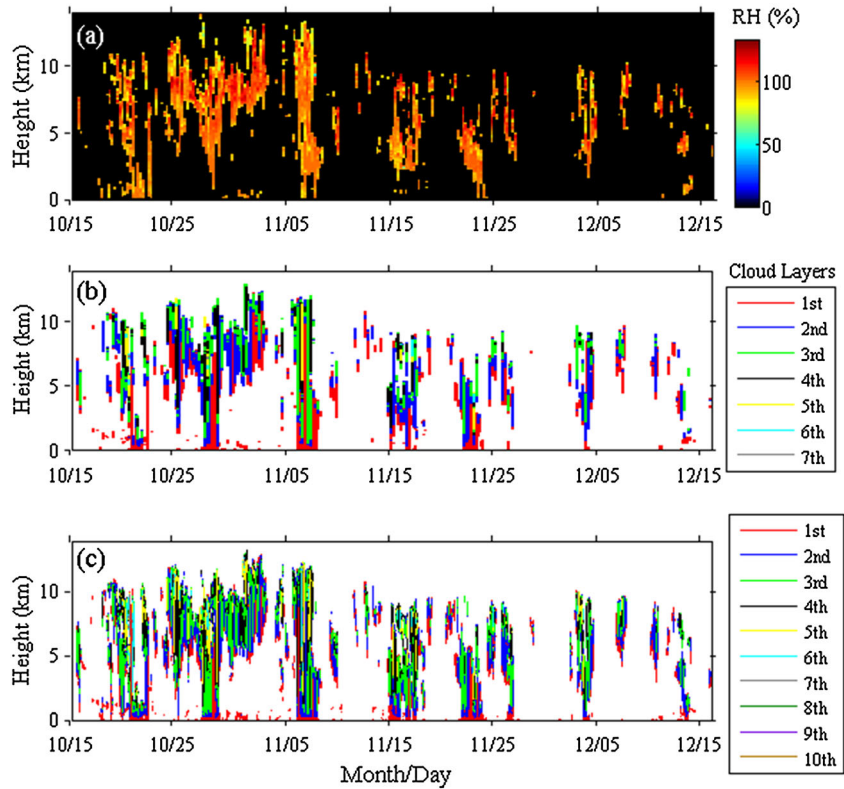 (a)
RH (%)
Height (km)
10
5
0
100
50
0
10/15 10/25 11/05 11/15 11/25 12/05 12/15
(b)
Height (km)
10
5
0
10/15 10/25 11/05 11/15 11/25 12/05 12/15
Cloud Layers
1st
2nd
3rd
4th
5th
6th
7th
(c)
Height (km)
10
5
0
10/15 10/25 11/05 11/15 11/25 12/05 12/15
Month/Day
1st
2nd
3rd
4th
5th
6th
7th
8th
9th
10th